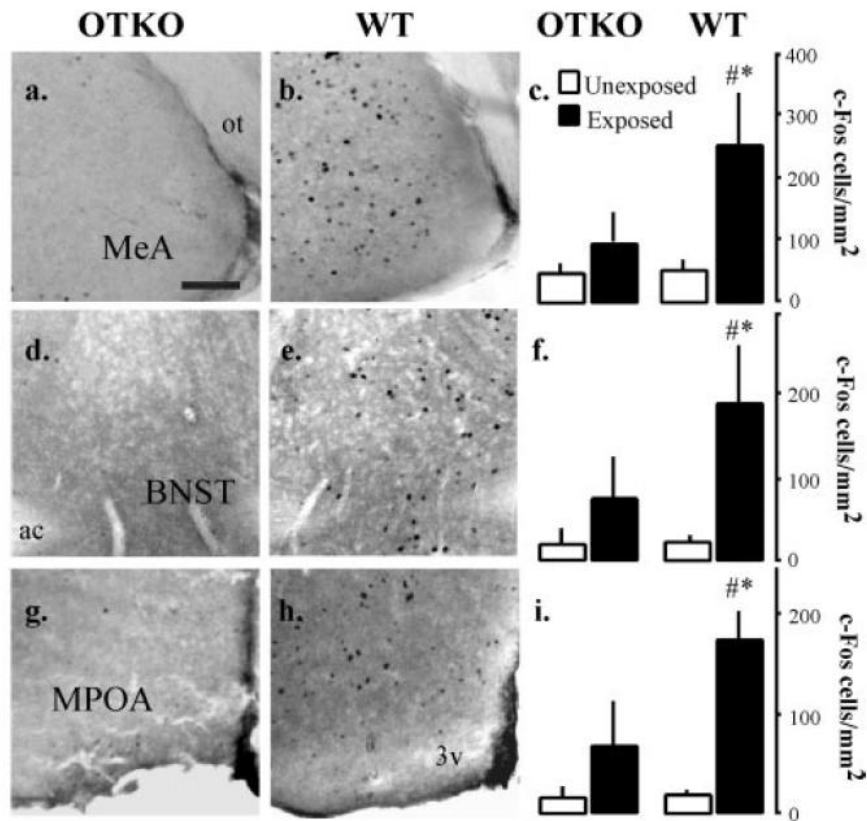 OTKO WT OTKO WT
a. ot MeA
b.
c. Unexposed Exposed #* 400 300 200 100 0 c-Fos cells/mm²
d. BNST ac
e.
f. #* 200 100 0 c-Fos cells/mm²
g. MPOA
h. 3v
i. #* 200 100 0 c-Fos cells/mm²